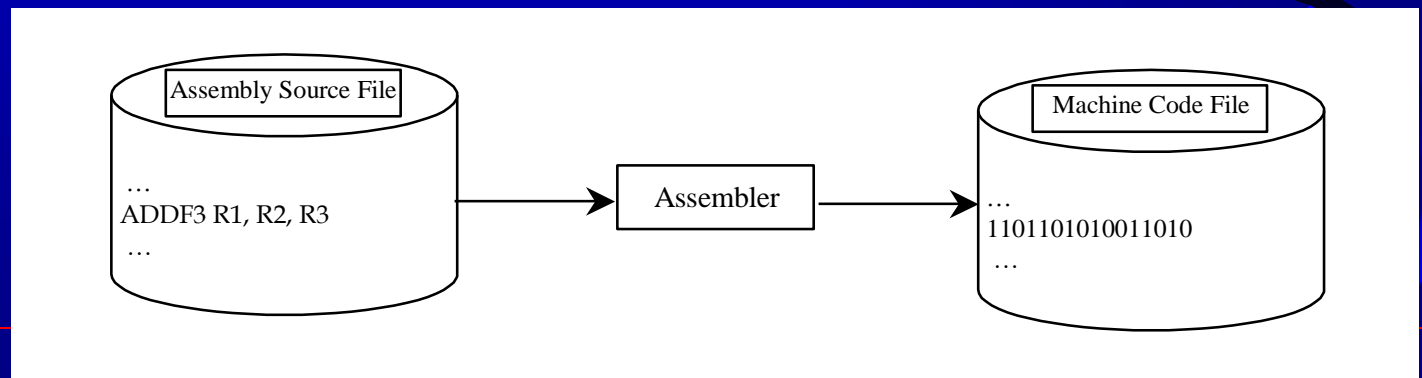 Assembly Source File
…
ADDF3 R1, R2, R3
…
Assembler
Machine Code File
…
1101101010011010
…